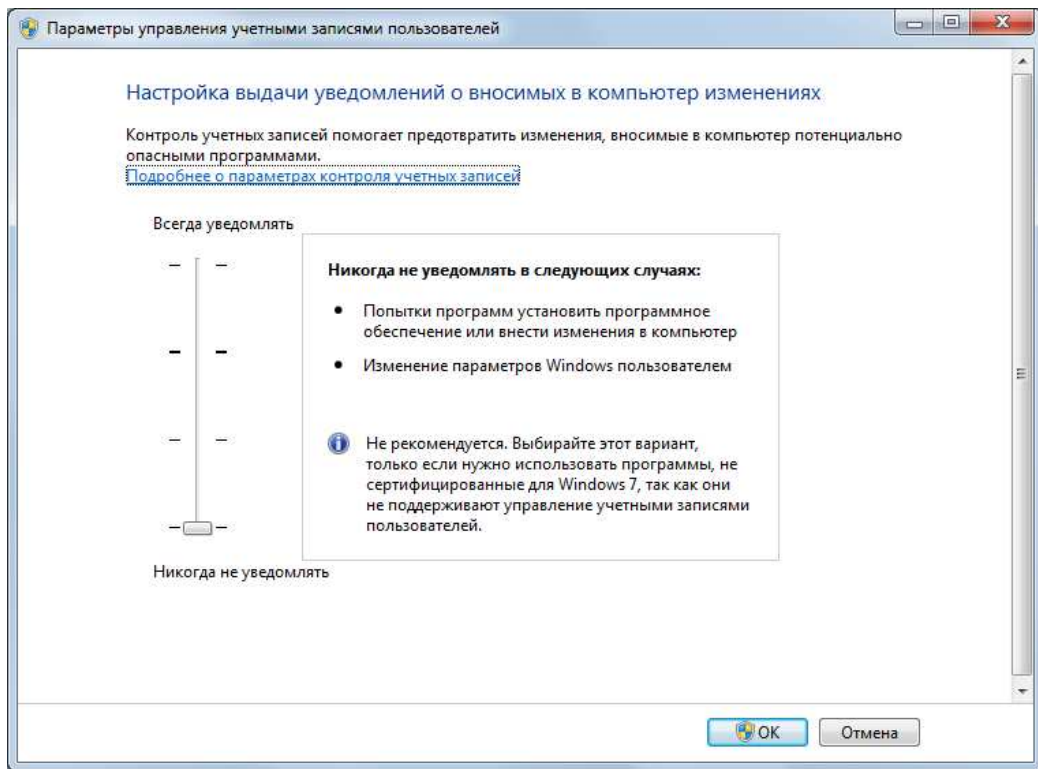 Параметры управления учетными записями пользователей
Настройка выдачи уведомлений о вносимых в компьютер изменениях
Контроль учетных записей помогает предотвратить изменения, вносимые в компьютер потенциально
опасными программами.
Подробнее о параметрах контроля учетных записей
Всегда уведомлять
Никогда не уведомлять в следующих случаях:
• Попытки программ установить программное
обеспечение или внести изменения в компьютер
• Изменение параметров Windows пользователем
Не рекомендуется. Выбирайте этот вариант,
только если нужно использовать программы, не
сертифицированные для Windows 7, так как они
не поддерживают управление учетными записями
пользователей.
Никогда не уведомлять
OK
Отмена